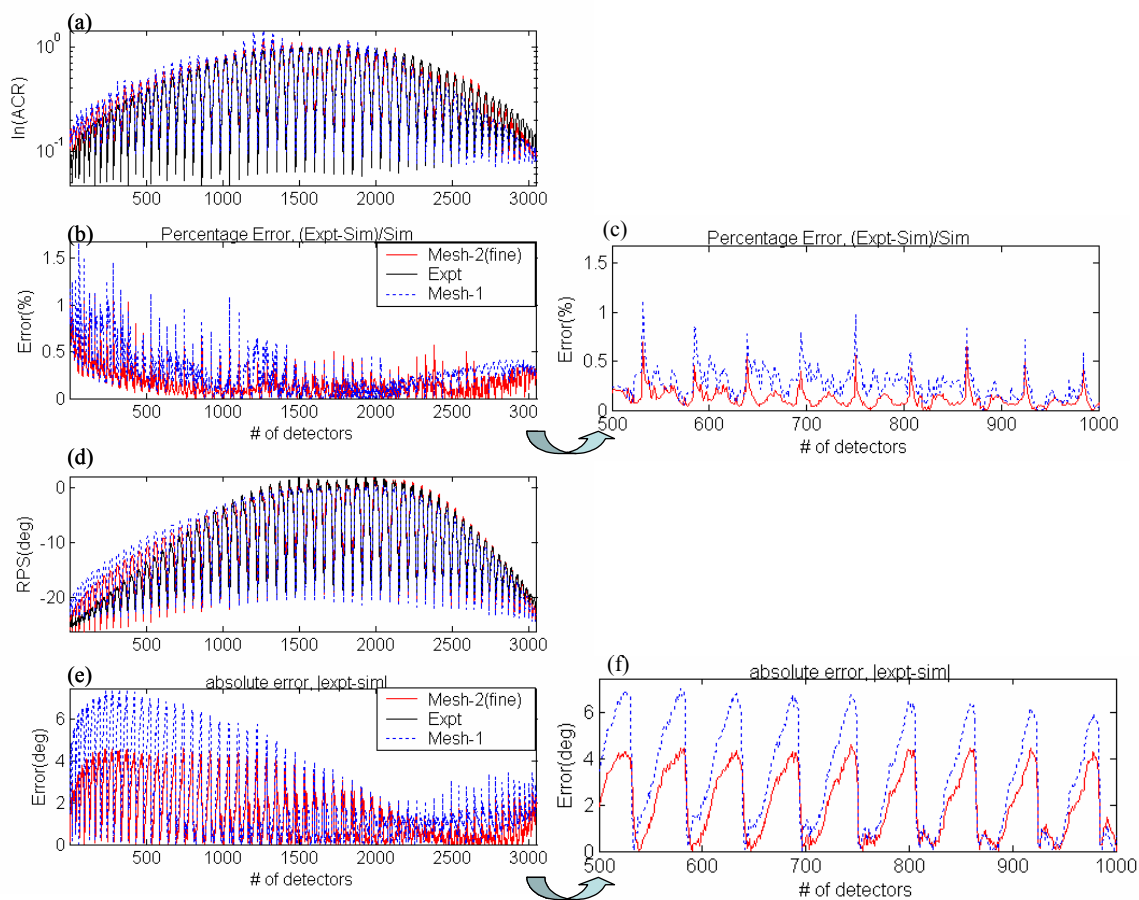 (a)
10^0
10^-1
ln(ACR)
500 1000 1500 2000 2500 3000
(b)
Percentage Error, (Expt-Sim)/Sim
Mesh-2(fine)
Expt
Mesh-1
1.5
1
0.5
0
Error(%)
500 1000 1500 2000 2500 300
# of detectors
(c)
Percentage Error, (Expt-Sim)/Sim
1.5
1
0.5
0
Error(%)
500 600 700 800 900 1000
# of detectors
(d)
0
-10
-20
RPS(deg)
500 1000 1500 2000 2500 3000
(e)
absolute error, |expt-sim|
Mesh-2(fine)
Expt
Mesh-1
6
4
2
0
Error(deg)
500 1000 1500 2000 2500 3000
# of detectors
(f)
absolute error, |expt-sim|
6
4
2
0
Error(deg)
500 600 700 800 900 1000
# of detectors